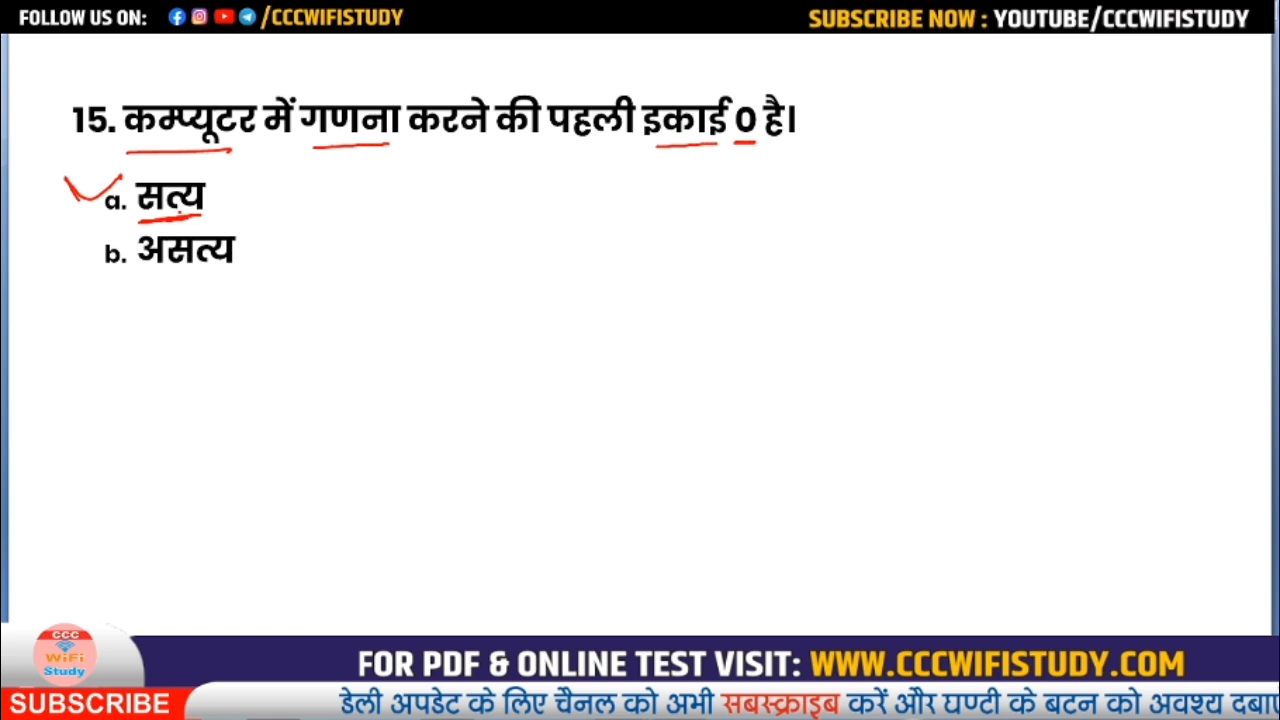 FOLLOW US ON: /CCCWIFISTUDY
SUBSCRIBE NOW : YOUTUBE/CCCWIFISTUDY
15. कम्प्यूटर में गणना करने की पहली इकाई 0 है।
a. सत्य
b. असत्य
CCC
WiFi
Study
FOR PDF & ONLINE TEST VISIT: WWW.CCCWIFISTUDY.COM
SUBSCRIBE
डेली अपडेट के लिए चैनल को अभी सबस्क्राइब करें और घण्टी के बटन को अवश्य